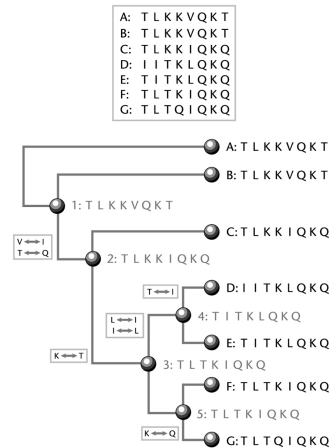 A: T L K K V Q K T
B: T L K K V Q K T
C: T L K K I Q K Q
D: I I T K L Q K Q
E: T I T K L Q K Q
F: T L T K I Q K Q
G: T L T Q I Q K Q
A: T L K K V Q K T
B: T L K K V Q K T
1: T L K K V Q K T
C: T L K K I Q K Q
V ⟷ I
T ⟷ Q
2: T L K K I Q K Q
T ⟷ I
D: I I T K L Q K Q
L ⟷ I
I ⟷ L
4: T I T K L Q K Q
E: T I T K L Q K Q
K ⟷ T
3: T L T K I Q K Q
F: T L T K I Q K Q
5: T L T K I Q K Q
K ⟷ Q
G: T L T Q I Q K Q